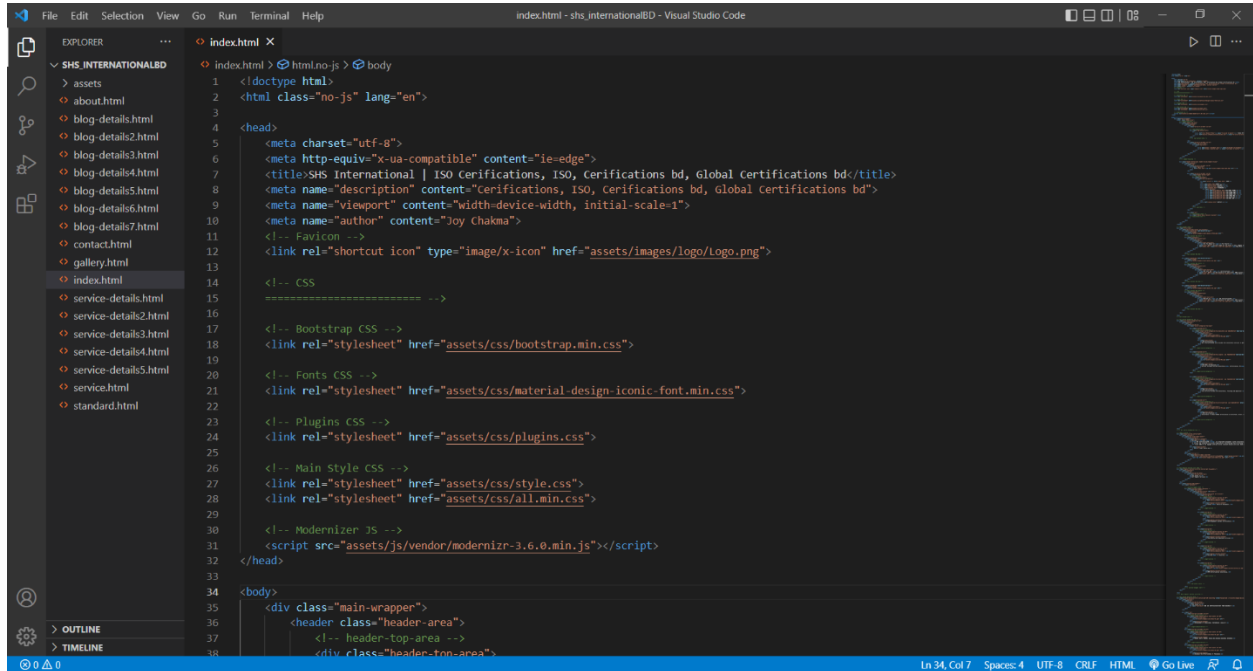 File Edit Selection View Go Run Terminal Help
index.html - shs_internationalBD - Visual Studio Code
EXPLORER ...
SHS_INTERNATIONALBD
> assets
<> about.html
<> blog-details.html
<> blog-details2.html
<> blog-details3.html
<> blog-details4.html
<> blog-details5.html
<> blog-details6.html
<> blog-details7.html
<> contact.html
<> gallery.html
<> index.html
<> service-details.html
<> service-details2.html
<> service-details3.html
<> service-details4.html
<> service-details5.html
<> service.html
<> standard.html
> OUTLINE
> TIMELINE
<> index.html ×
<> index.html > html.no-js > body
1 <!doctype html>
2 <html class="no-js" lang="en">
3
4 <head>
5 <meta charset="utf-8">
6 <meta http-equiv="x-ua-compatible" content="ie=edge">
7 <title>SHS International | ISO Cerifications, ISO, Cerifications bd, Global Certifications bd</title>
8 <meta name="description" content="Cerifications, ISO, Cerifications bd, Global Certifications bd">
9 <meta name="viewport" content="width=device-width, initial-scale=1">
10 <meta name="author" content="Joy Chakma">
11 <!-- Favicon -->
12 <link rel="shortcut icon" type="image/x-icon" href="assets/images/logo/Logo.png">
13
14 <!-- CSS
15 ========================= -->
16
17 <!-- Bootstrap CSS -->
18 <link rel="stylesheet" href="assets/css/bootstrap.min.css">
19
20 <!-- Fonts CSS -->
21 <link rel="stylesheet" href="assets/css/material-design-iconic-font.min.css">
22
23 <!-- Plugins CSS -->
24 <link rel="stylesheet" href="assets/css/plugins.css">
25
26 <!-- Main Style CSS -->
27 <link rel="stylesheet" href="assets/css/style.css">
28 <link rel="stylesheet" href="assets/css/all.min.css">
29
30 <!-- Modernizer JS -->
31 <script src="assets/js/vendor/modernizr-3.6.0.min.js"></script>
32 </head>
33
34 <body>
35 <div class="main-wrapper">
36 <header class="header-area">
37 <!-- header-top-area -->
38 <div class="header-top-area">
0 0
Ln 34, Col 7 Spaces: 4 UTF-8 CRLF HTML Go Live